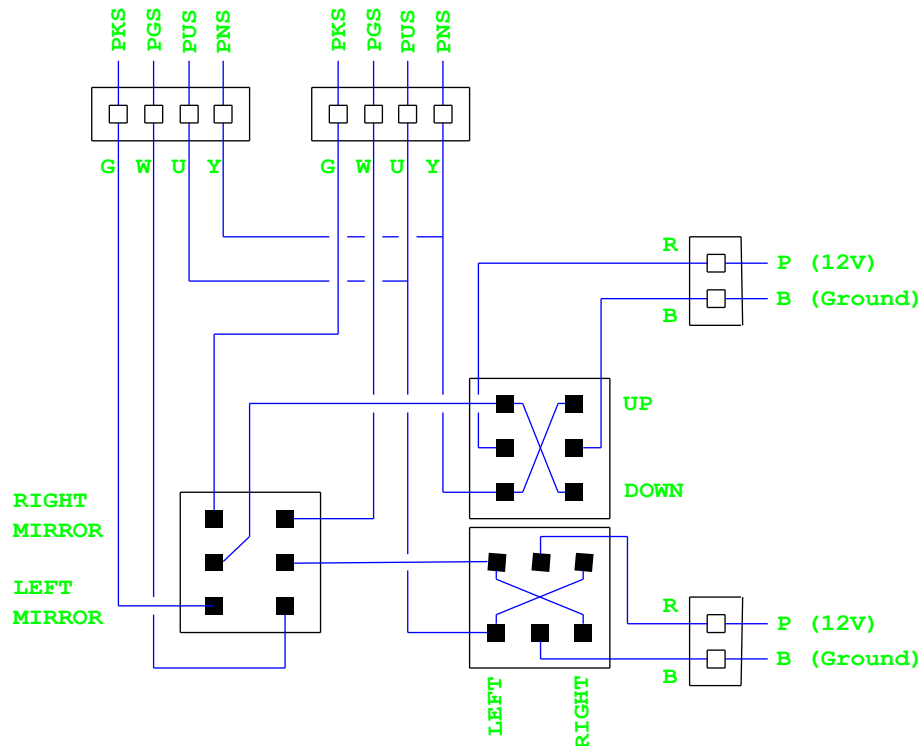 PKS PGS PUS PNS
PKS PGS PUS PNS
G W U Y
G W U Y
R
P (12V)
B (Ground)
B
UP
DOWN
RIGHT
MIRROR
LEFT
MIRROR
R
P (12V)
B (Ground)
B
LEFT
RIGHT